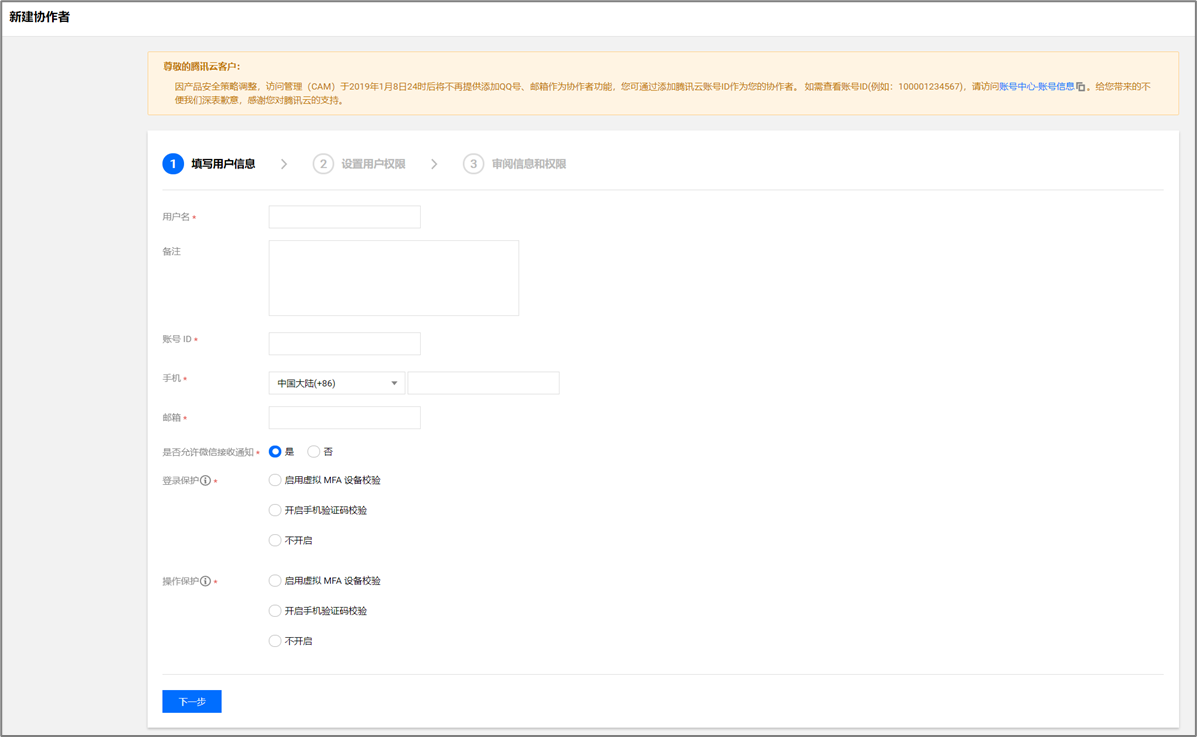 新建协作者
尊敬的腾讯云客户：
因产品安全策略调整，访问管理（CAM）于2019年1月8日24时后将不再提供添加QQ号、邮箱作为协作者功能，您可通过添加腾讯云账号ID作为您的协作者。 如需查看账号ID(例如：100001234567)，请访问账号中心-账号信息。给您带来的不
便我们深表歉意，感谢您对腾讯云的支持。
1 填写用户信息 2 设置用户权限 3 审阅信息和权限
用户名 *
备注
账号 ID *
手机 * 中国大陆(+86)
邮箱 *
是否允许微信接收通知 * 是 否
登录保护 * 启用虚拟 MFA 设备校验
开启手机验证码校验
不开启
操作保护 * 启用虚拟 MFA 设备校验
开启手机验证码校验
不开启
下一步